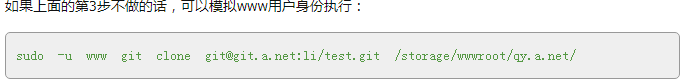 如果上面的第3步不做的话，可以模拟www用户身份执行：
sudo -u www git clone git@git.a.net:li/test.git /storage/wwwroot/qy.a.net/